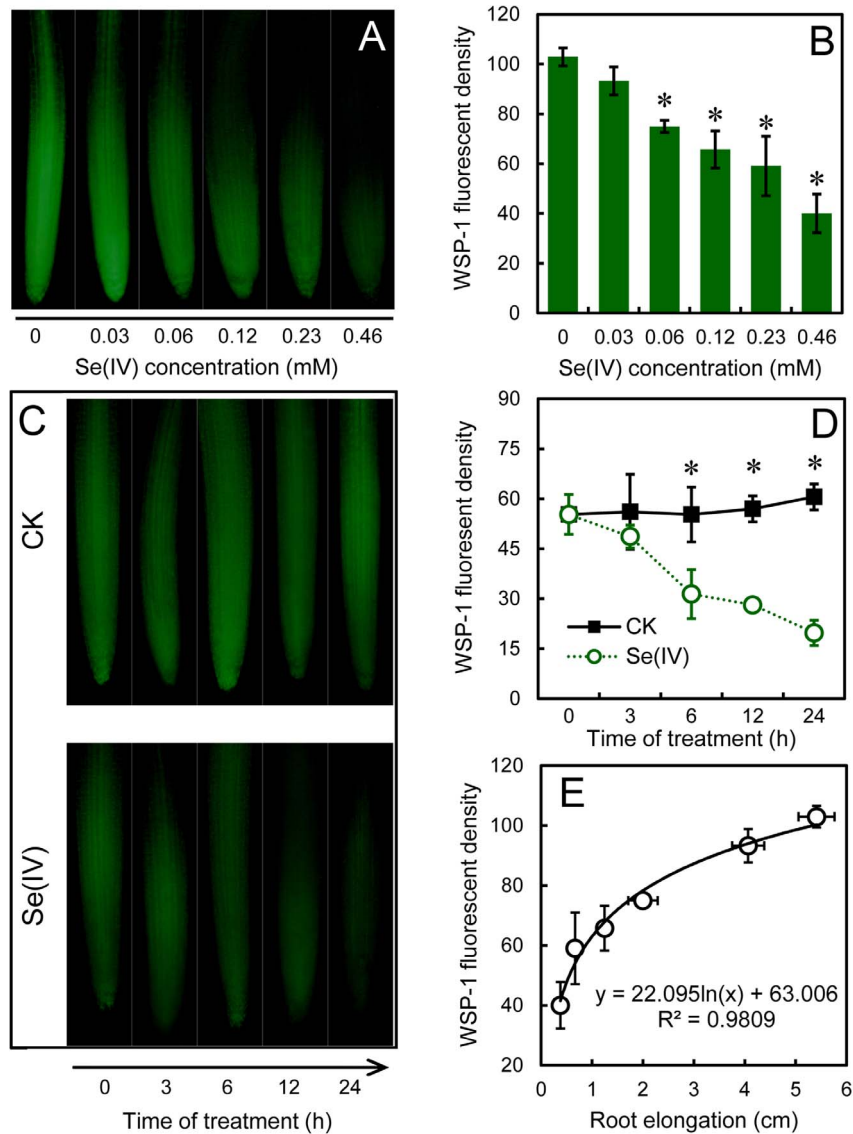 A
0 0.03 0.06 0.12 0.23 0.46
Se(IV) concentration (mM)
B
WSP-1 fluorescent density
120
100
80
60
40
20
0
* * * *
0 0.03 0.06 0.12 0.23 0.46
Se(IV) concentration (mM)
C
CK
Se(IV)
0 3 6 12 24
Time of treatment (h)
D
WSP-1 fluoresent density
90
75
60
45
30
15
0
* * *
CK
Se(IV)
0 3 6 12 24
Time of treatment (h)
E
WSP-1 fluorescent density
120
100
80
60
40
20
y = 22.095ln(x) + 63.006
R² = 0.9809
0 1 2 3 4 5 6
Root elongation (cm)